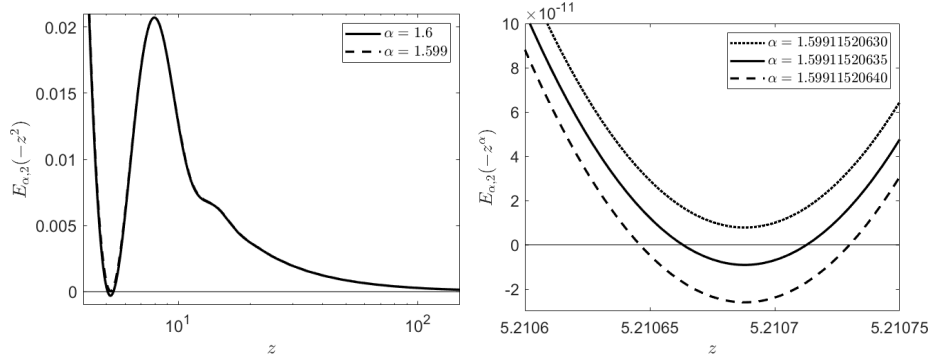 0.02
0.015
0.01
0.005
0
10^1
10^2
z
E_{α,2}(-z^2)
α = 1.6
α = 1.599
×10^{-11}
10
8
6
4
2
0
-2
5.2106
5.21065
5.2107
5.21075
z
E_{α,2}(-z^α)
α = 1.59911520630
α = 1.59911520635
α = 1.59911520640